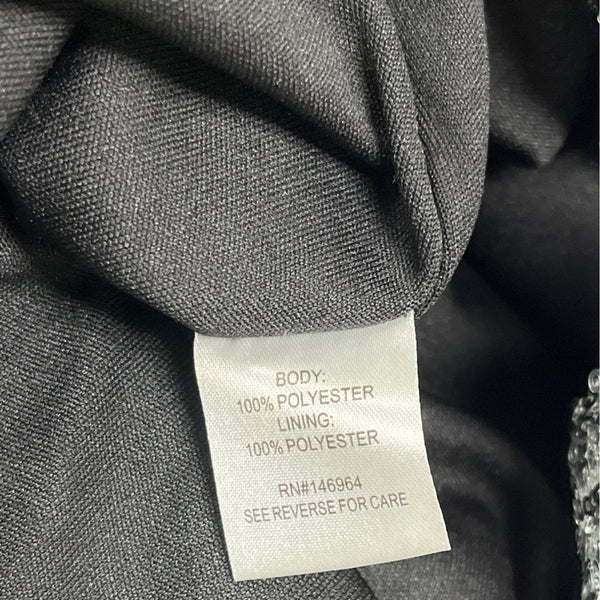 BODY:
100% POLYESTER
LINING:
100% POLYESTER
RN#146964
SEE REVERSE FOR CARE